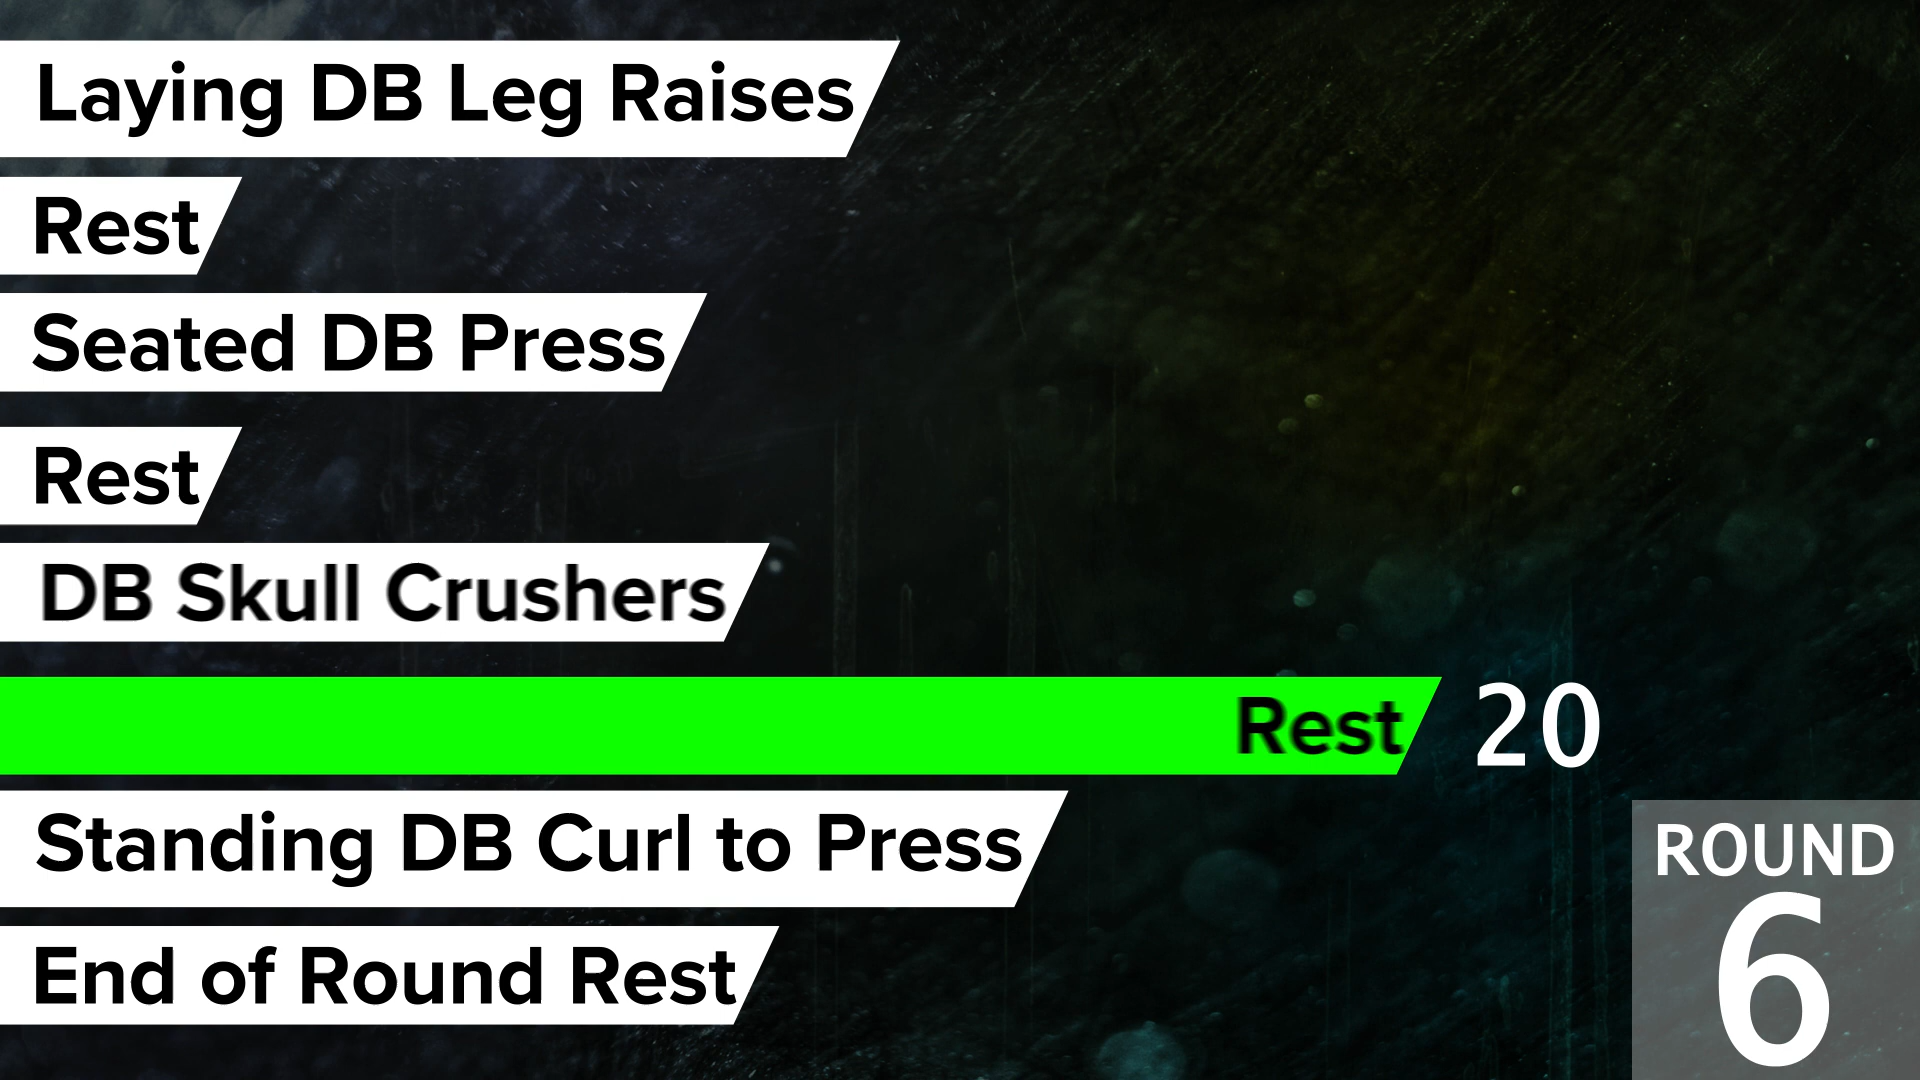 Laying DB Leg Raises
Rest
Seated DB Press
Rest
DB Skull Crushers
Rest 20
Standing DB Curl to Press
End of Round Rest
ROUND
6